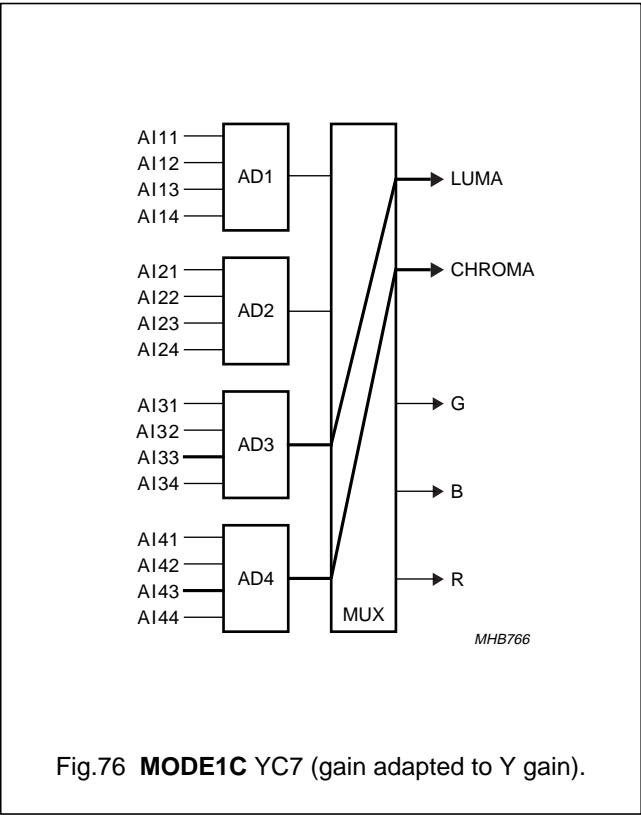 AI11
AI12
AI13
AI14
AD1
AI21
AI22
AI23
AI24
AD2
AI31
AI32
AI33
AI34
AD3
AI41
AI42
AI43
AI44
AD4
MUX
LUMA
CHROMA
G
B
R
MHB766
Fig.76 MODE1C YC7 (gain adapted to Y gain).